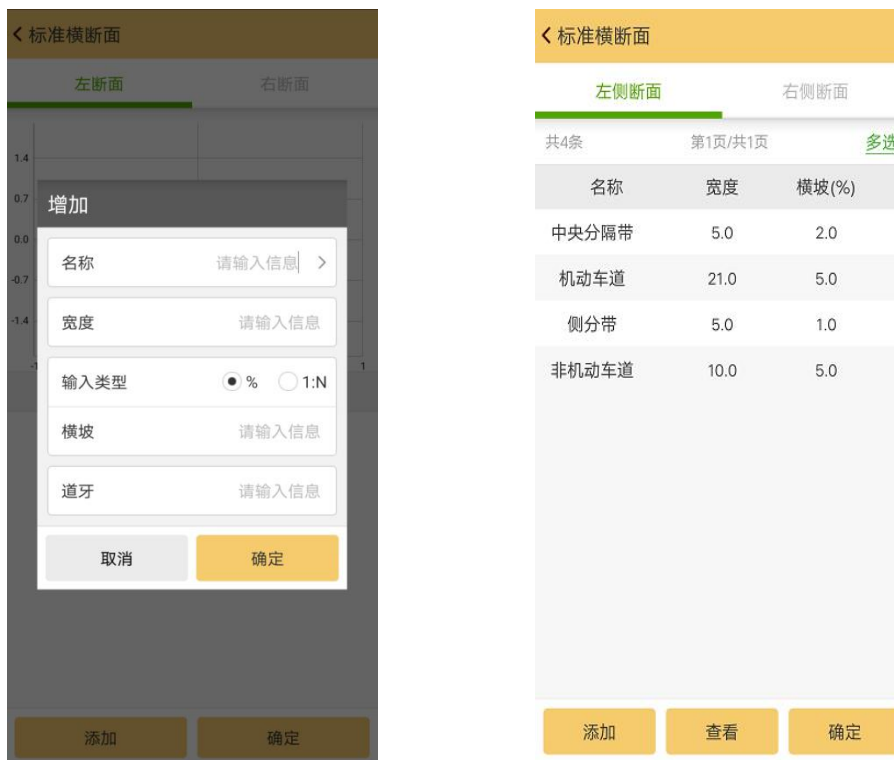 标准横断面
左断面 右断面
1.4
0.7
0.0
-0.7
-1.4
-1 1
增加
名称 请输入信息
宽度 请输入信息
输入类型 % 1:N
横坡 请输入信息
道牙 请输入信息
取消 确定
添加 确定
标准横断面
左侧断面 右侧断面
共4条 第1页/共1页 多选
名称 宽度 横坡(%)
中央分隔带 5.0 2.0
机动车道 21.0 5.0
侧分带 5.0 1.0
非机动车道 10.0 5.0
添加 查看 确定